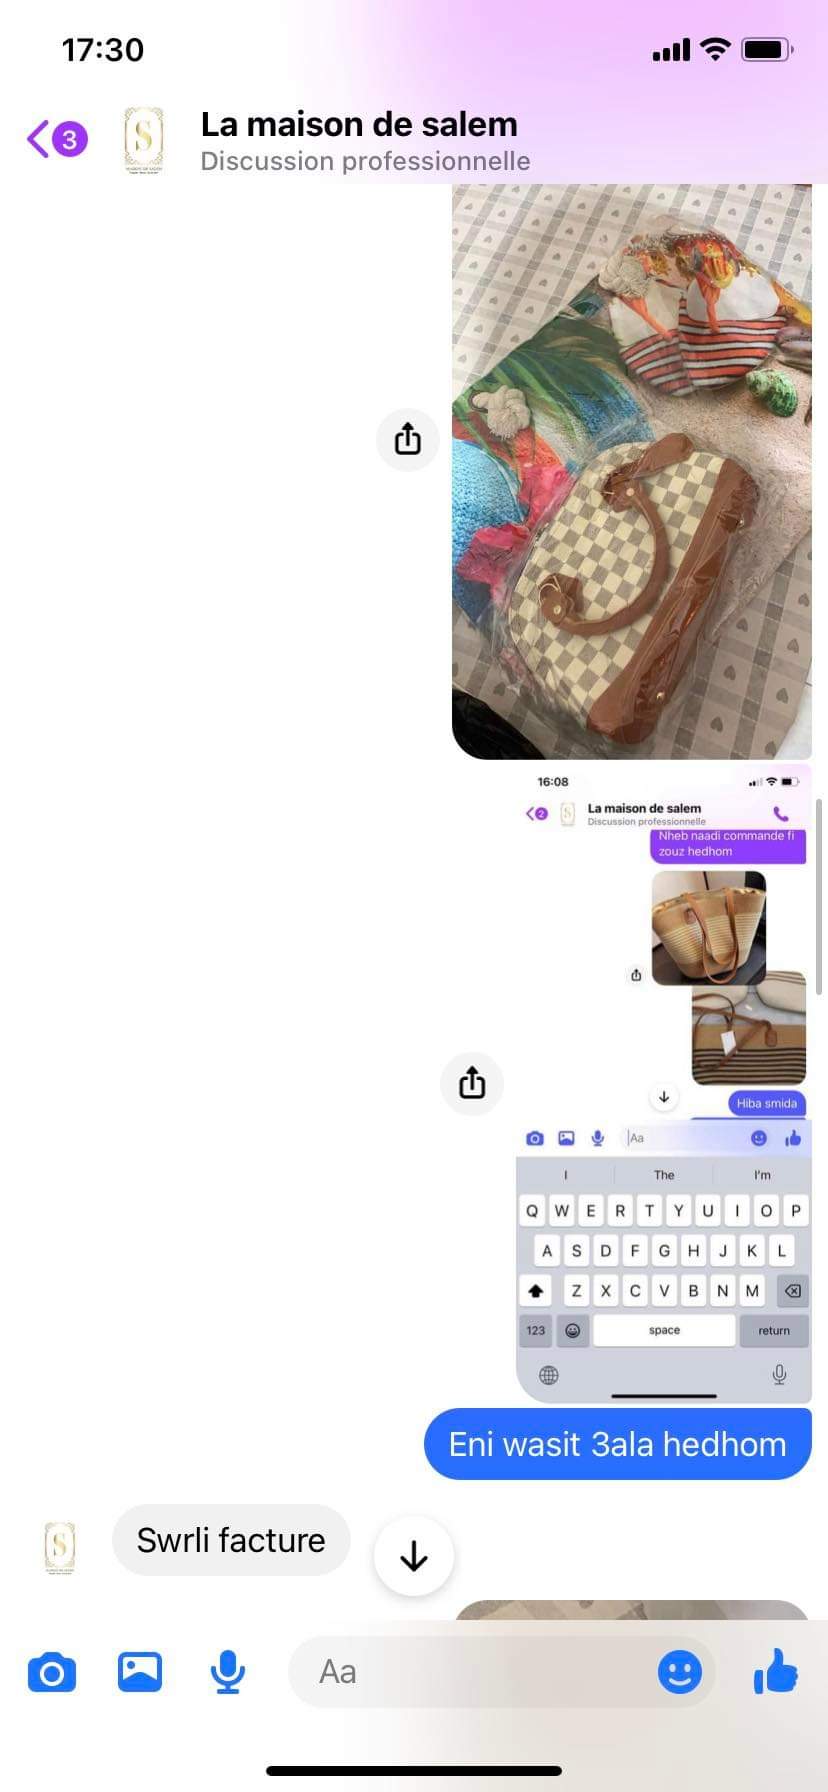 17:30
3
La maison de salem
Discussion professionnelle
S
16:08
2
La maison de salem
Discussion professionnelle
Nheb naadi commande fi
zouz hedhom
Hiba smida
Aa
I The I'm
Q W E R T Y U I O P
A S D F G H J K L
Z X C V B N M
123 space return
Eni wasit 3ala hedhom
Swrli facture
Aa